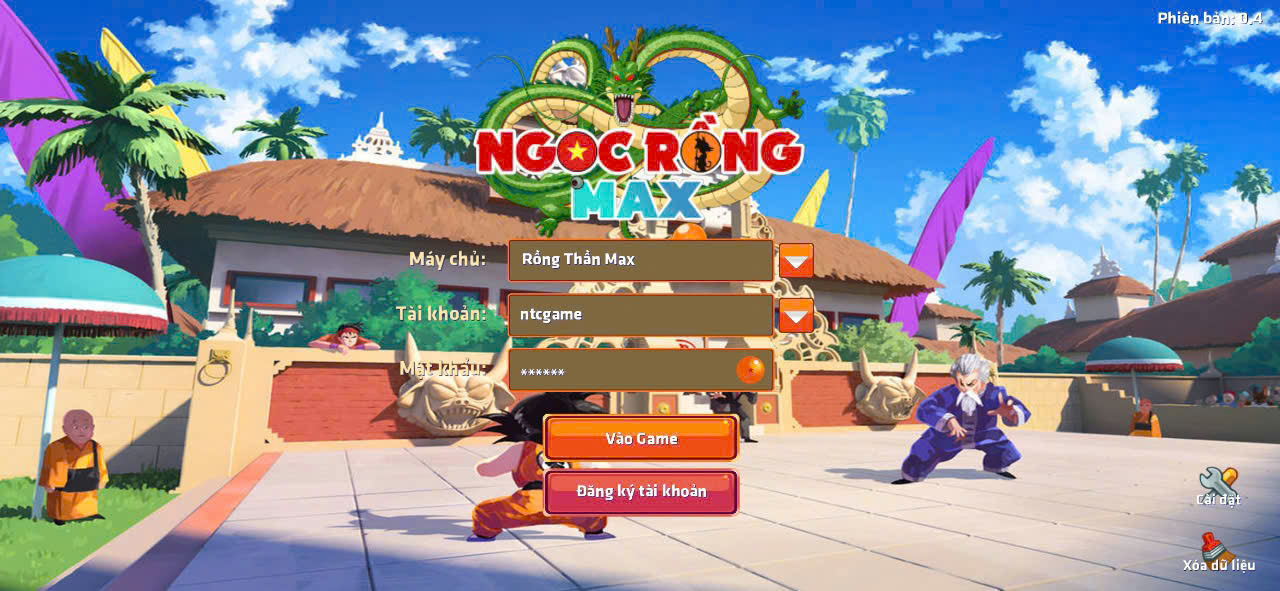 Phiên bản: 0.4
NGỌC RỒNG
MAX
Máy chủ:
Rồng Thần Max
Tài khoản:
ntcgame
Mật khẩu:
******
Vào Game
Đăng ký tài khoản
Cài đặt
Xóa dữ liệu